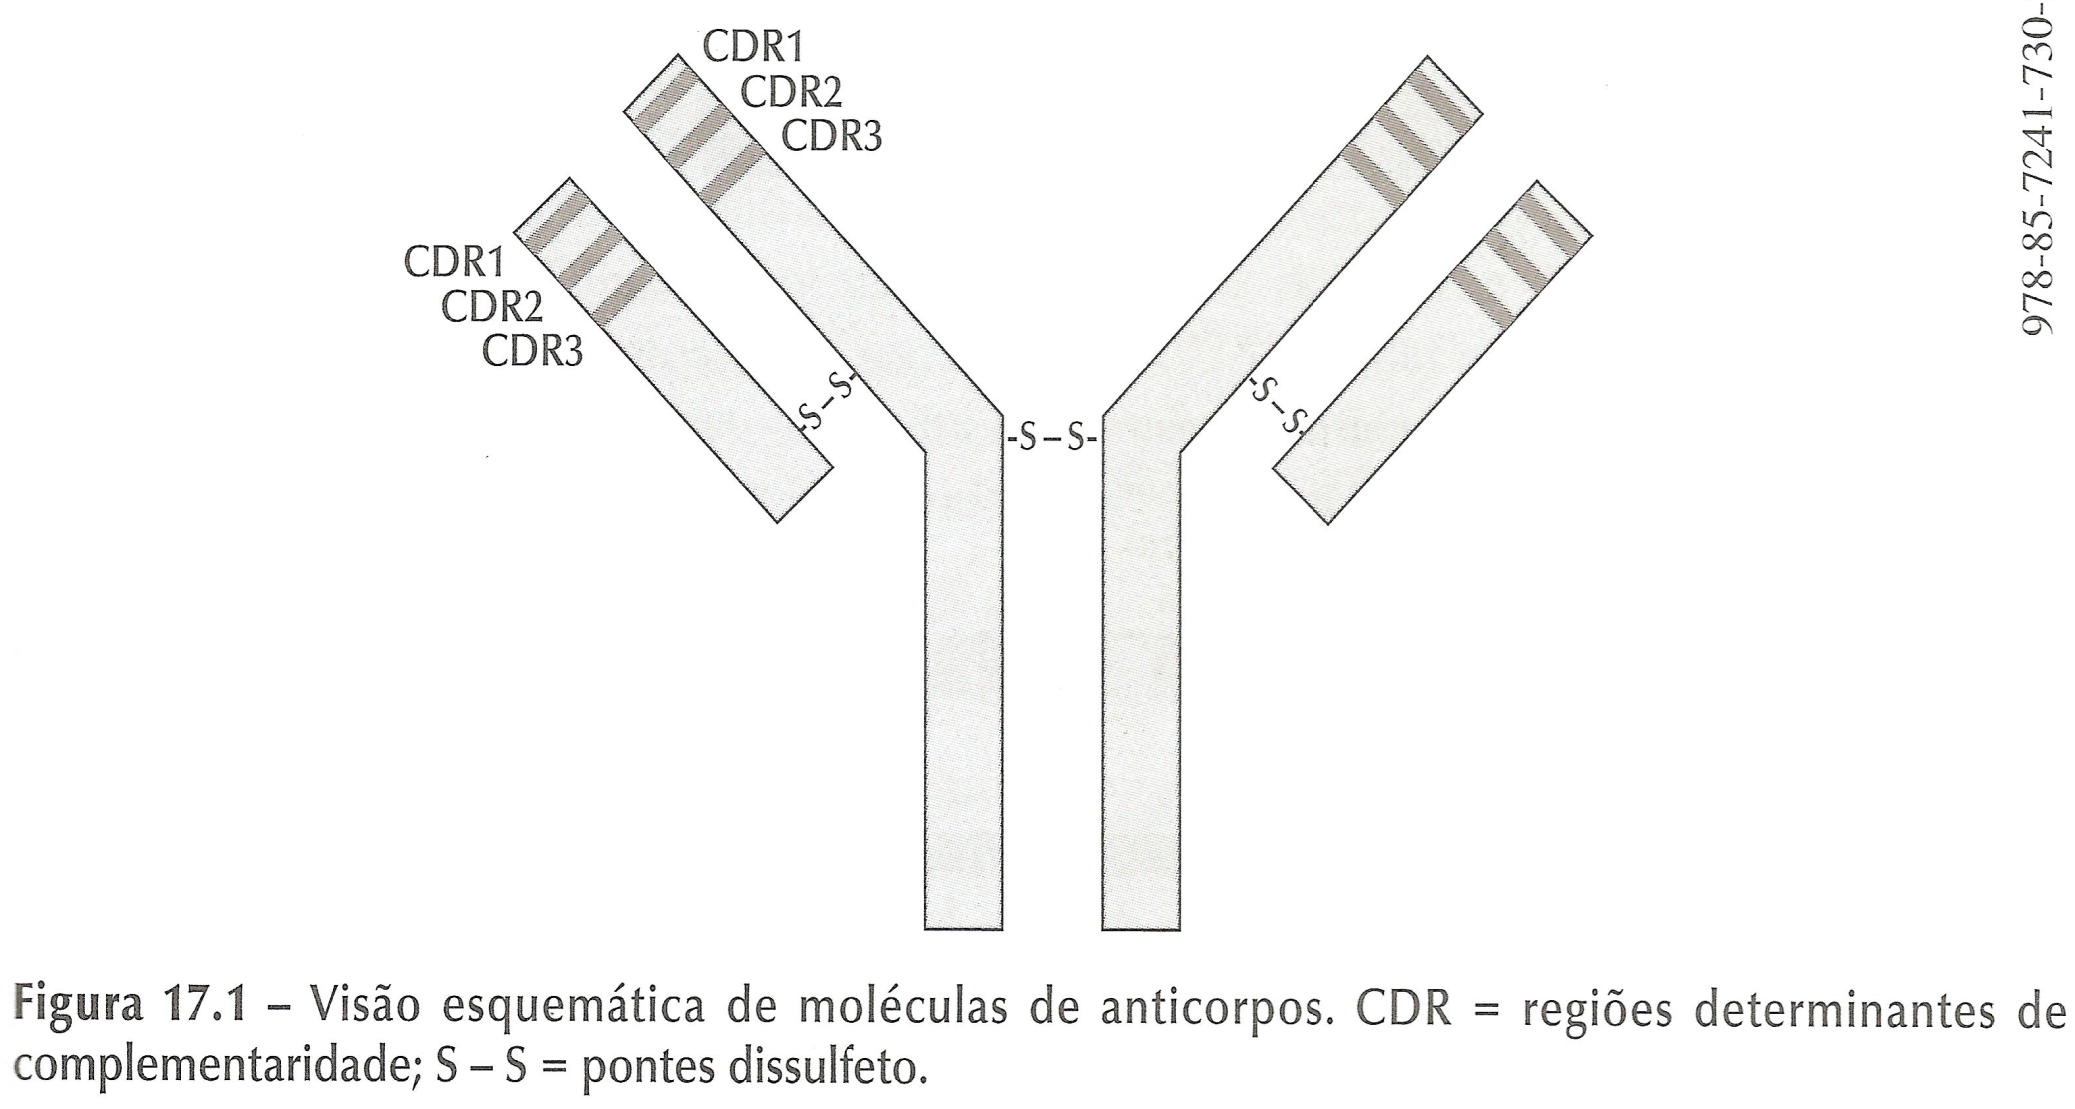 CDR1
CDR2
CDR3
CDR1
CDR2
CDR3
-S–S-
-S–S-
-S–S-
978-85-7241-730-
Figura 17.1 – Visão esquemática de moléculas de anticorpos. CDR = regiões determinantes de
complementaridade; S – S = pontes dissulfeto.